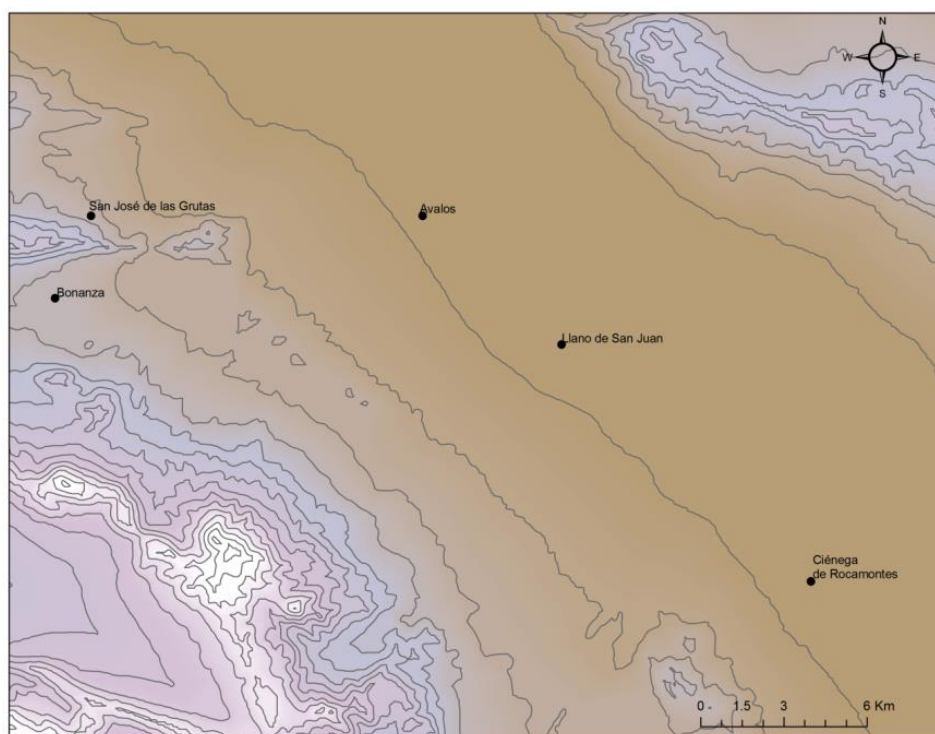 N
W E
S
San José de las Grutas
Avalos
Bonanza
Llano de San Juan
Ciénega
de Rocamontes
0 1.5 3 6 Km